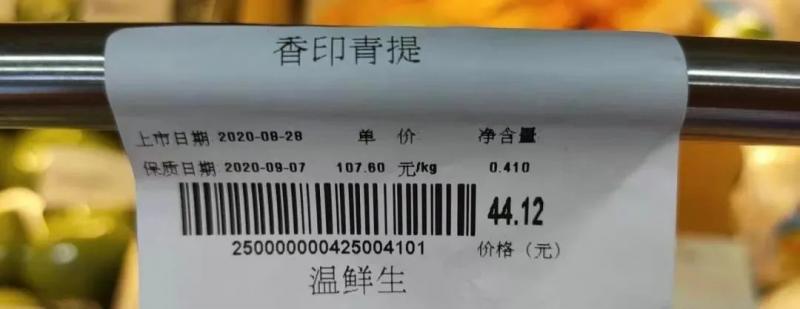 香印青提
上市日期 2020-08-28 单 价 净含量
保质日期 2020-09-07 107.60 元/kg 0.410
44.12
2500000000425004101 价格（元）
温鲜生